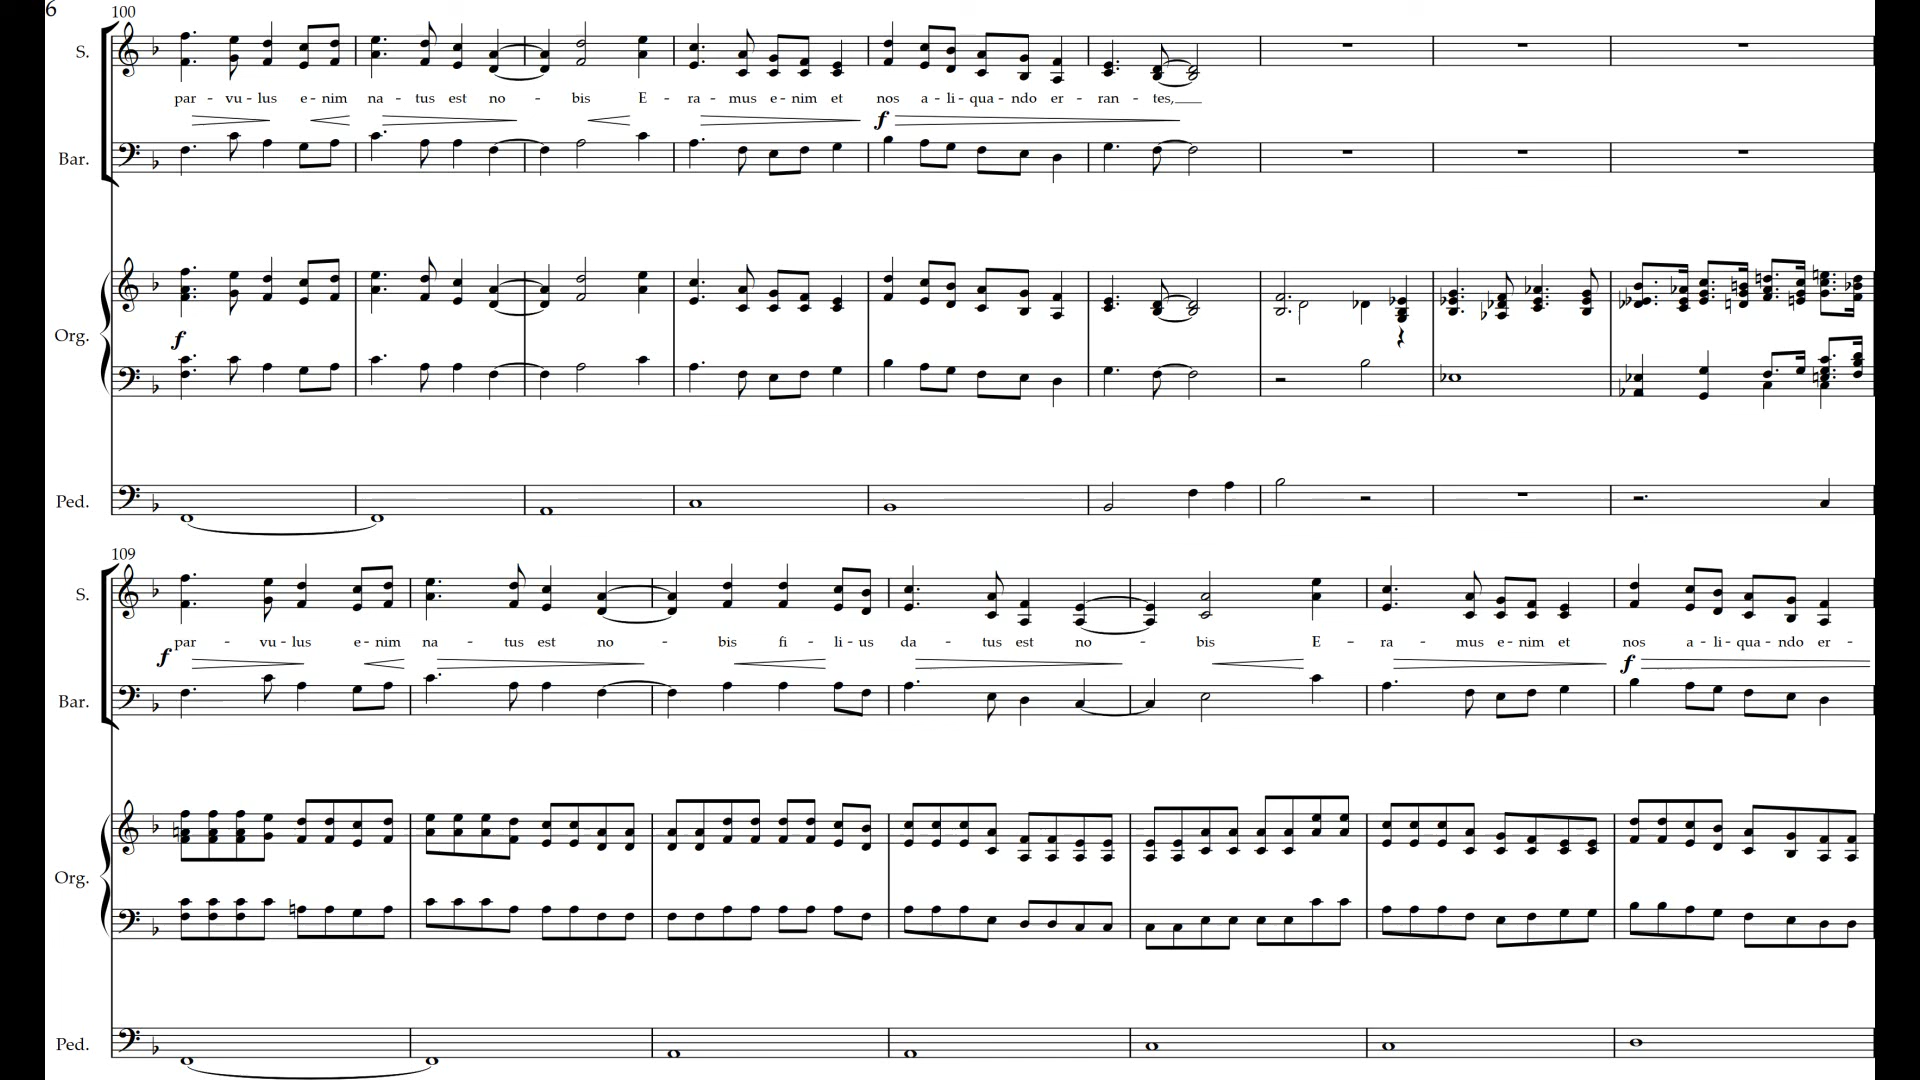 6
100
S.
par - vu - lus e - nim na - tus est no - bis E - ra - mus e - nim et nos a - li - qua - ndo er - ran - tes,
f
Bar.
Org.
f
Ped.
109
S.
par - vu - lus e - nim na - tus est no - bis fi - li - us da - tus est no - bis E - ra - mus e - nim et nos a - li - qua - ndo er -
f f
Bar.
Org.
Ped.